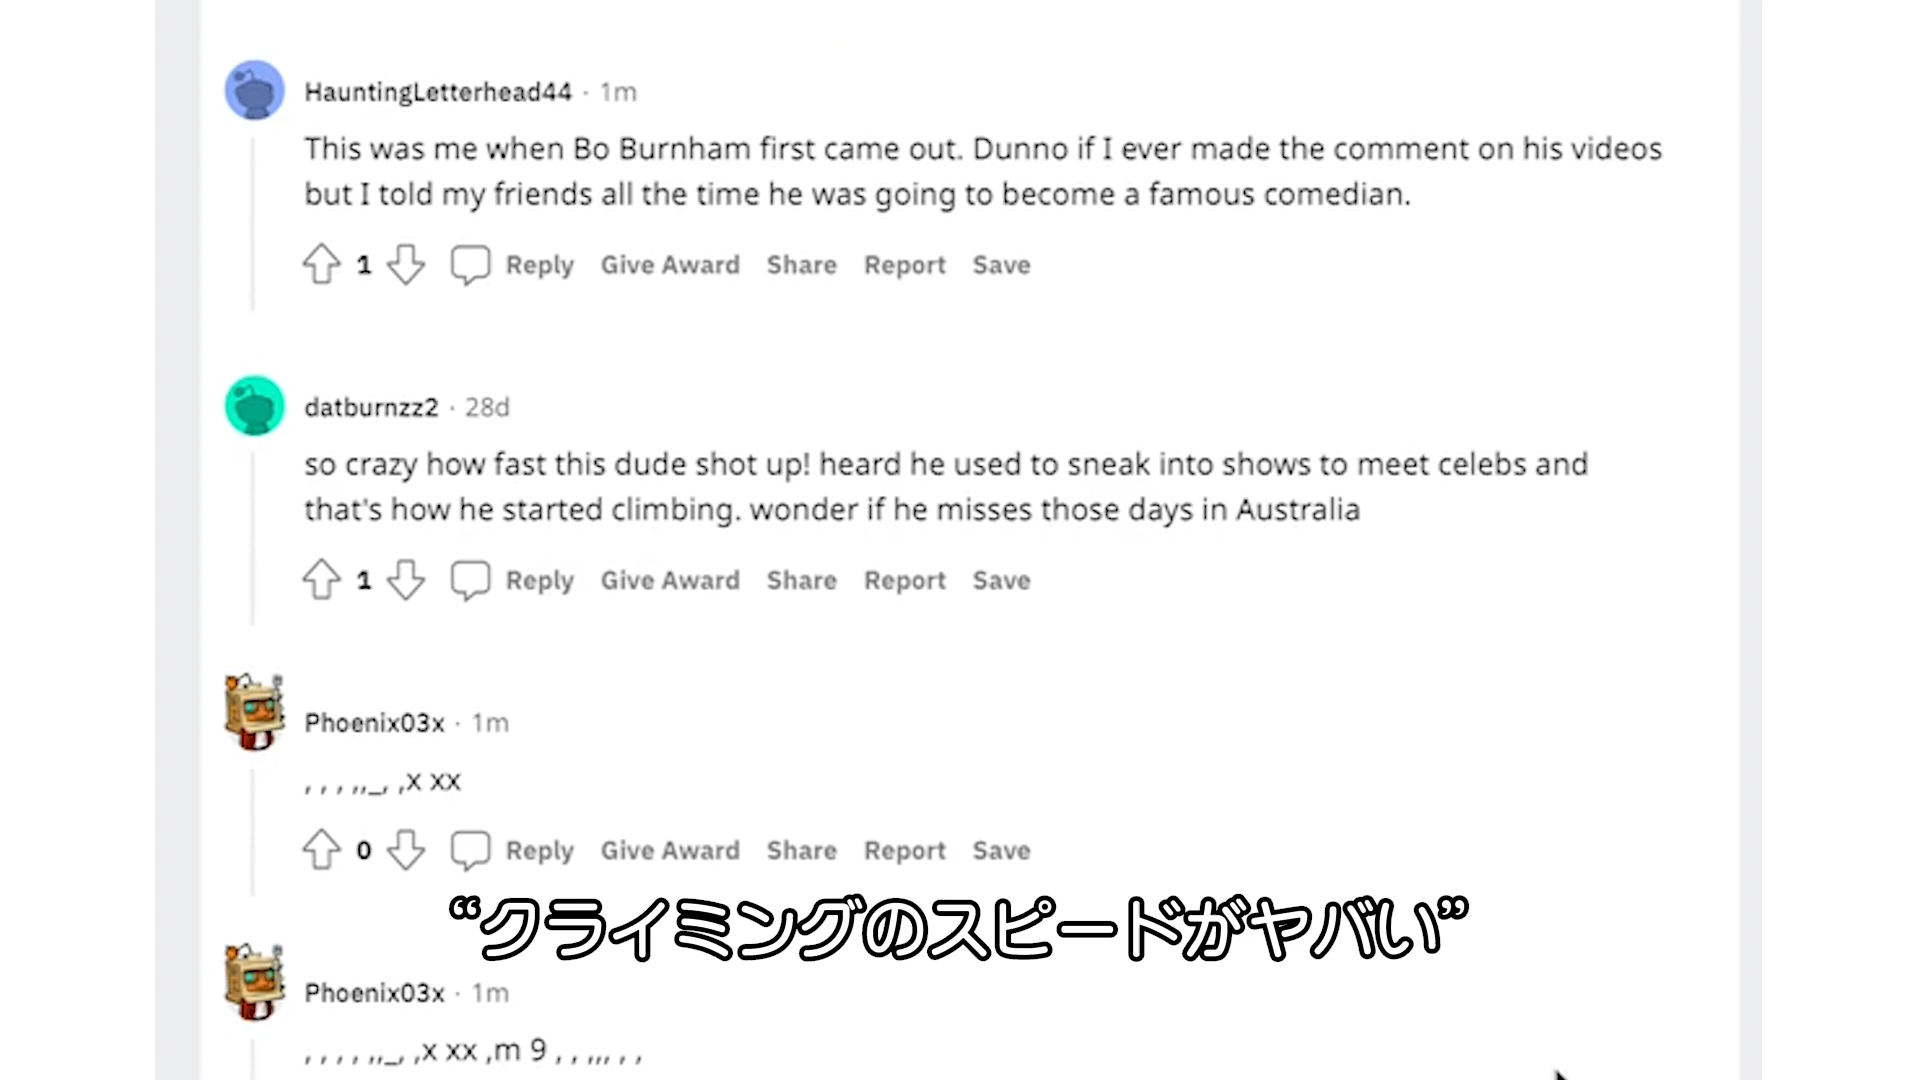 HauntingLetterhead44 · 1m
This was me when Bo Burnham first came out. Dunno if I ever made the comment on his videos
but I told my friends all the time he was going to become a famous comedian.
1 Reply Give Award Share Report Save
datburnzz2 · 28d
so crazy how fast this dude shot up! heard he used to sneak into shows to meet celebs and
that's how he started climbing. wonder if he misses those days in Australia
1 Reply Give Award Share Report Save
Phoenix03x · 1m
, , , ,,_, ,x xx
0 Reply Give Award Share Report Save
“クライミングのスピードがヤバい”
Phoenix03x · 1m
, , , , ,,_, ,x xx ,m 9 , , ,,, , ,